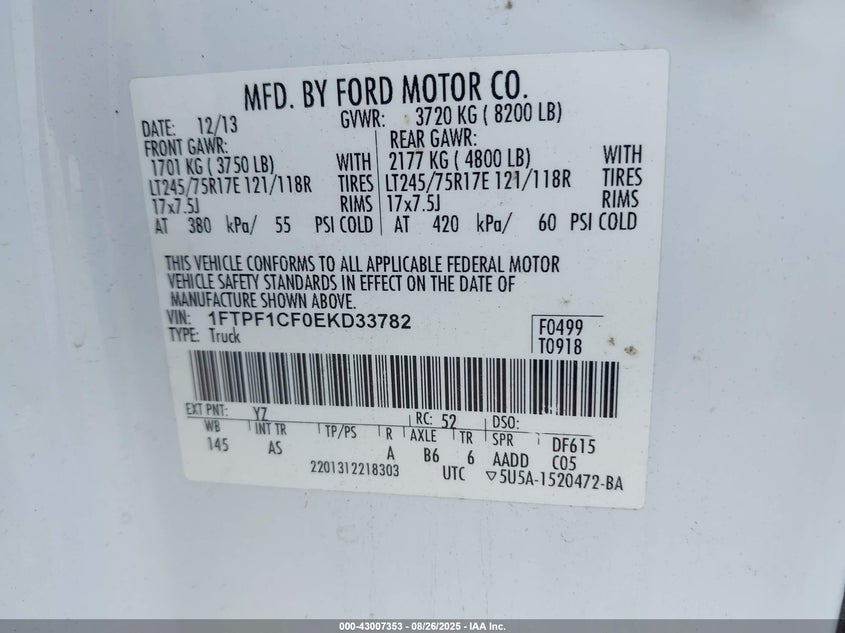 MFD. BY FORD MOTOR CO.
DATE: 12/13 GVWR: 3720 KG ( 8200 LB)
FRONT GAWR: REAR GAWR:
1701 KG ( 3750 LB) WITH 2177 KG ( 4800 LB) WITH
LT245/75R17E 121/118R TIRES LT245/75R17E 121/118R TIRES
17x7.5J RIMS 17x7.5J RIMS
AT 380 kPa/ 55 PSI COLD AT 420 kPa/ 60 PSI COLD
THIS VEHICLE CONFORMS TO ALL APPLICABLE FEDERAL MOTOR
VEHICLE SAFETY STANDARDS IN EFFECT ON THE DATE OF
MANUFACTURE SHOWN ABOVE.
VIN: 1FTPF1CF0EKD33782 F0499
TYPE: Truck T0918
EXT PNT: YZ RC: 52 DSO:
WB INT TR TP/PS R AXLE TR SPR DF615
145 AS A B6 6 AADD C05
2201312218303 UTC ▽5U5A-1520472-BA
000-43007353 - 08/26/2025 - IAA Inc.